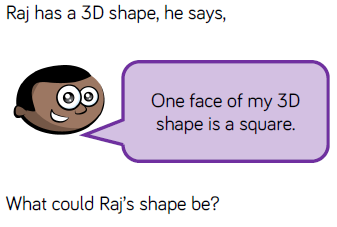 Raj has a 3D shape, he says,
One face of my 3D
shape is a square.
What could Raj's shape be?